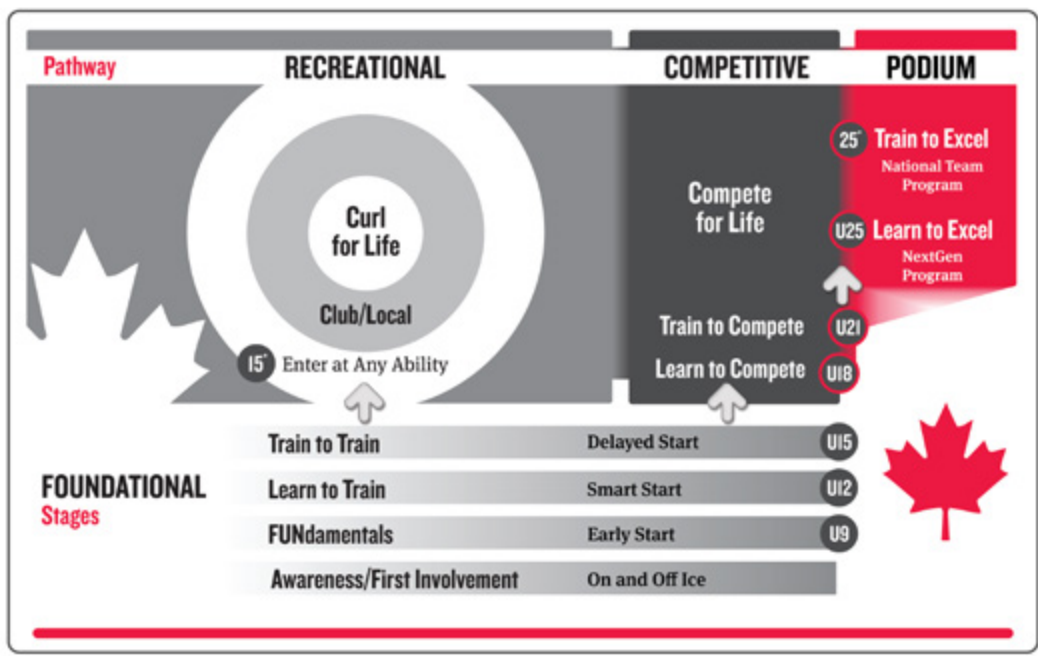 Pathway
RECREATIONAL
COMPETITIVE
PODIUM
Curl
for Life
Club/Local
15+ Enter at Any Ability
Compete
for Life
Train to Compete U21
Learn to Compete U18
25+ Train to Excel
National Team
Program
U25 Learn to Excel
NextGen
Program
FOUNDATIONAL
Stages
Train to Train Delayed Start U15
Learn to Train Smart Start U12
FUNdamentals Early Start U9
Awareness/First Involvement On and Off Ice